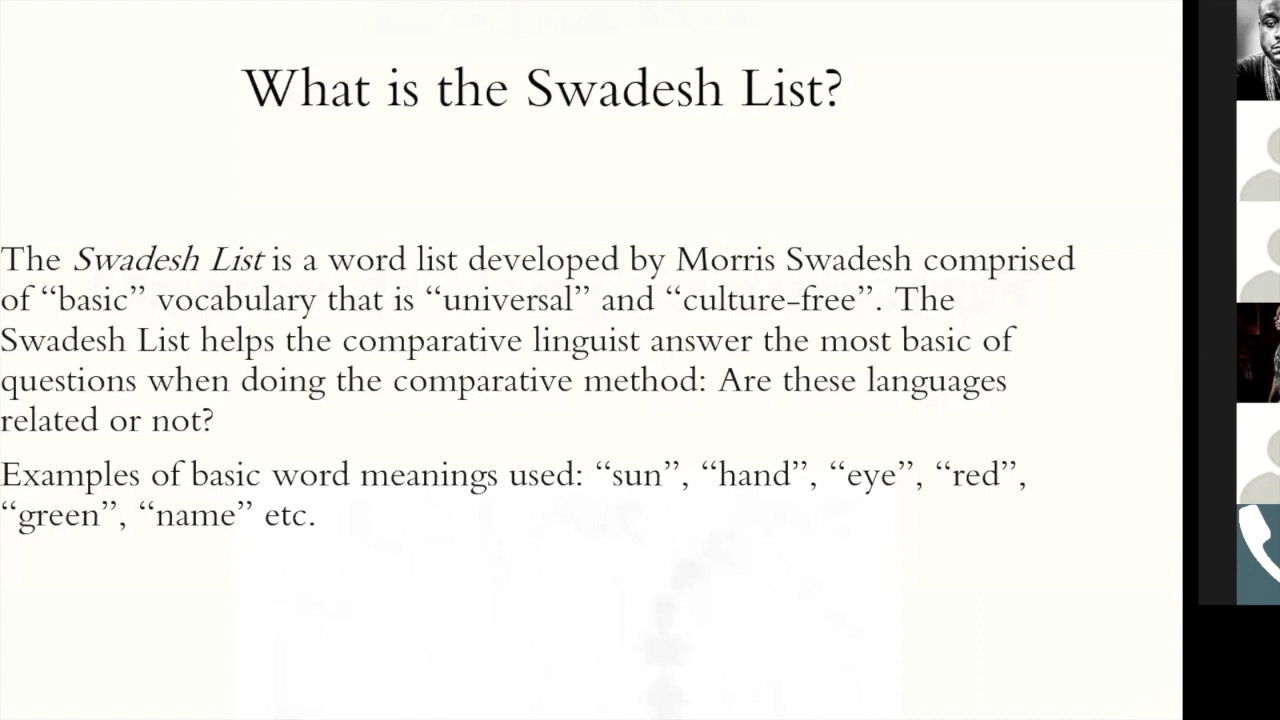 What is the Swadesh List?
The Swadesh List is a word list developed by Morris Swadesh comprised
of “basic” vocabulary that is “universal” and “culture-free”. The
Swadesh List helps the comparative linguist answer the most basic of
questions when doing the comparative method: Are these languages
related or not?
Examples of basic word meanings used: “sun”, “hand”, “eye”, “red”,
“green”, “name” etc.